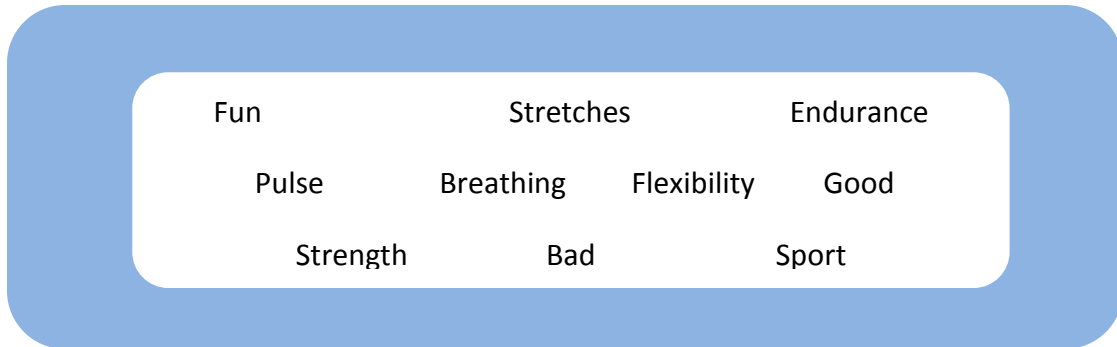 Fun Stretches Endurance
Pulse Breathing Flexibility Good
Strength Bad Sport